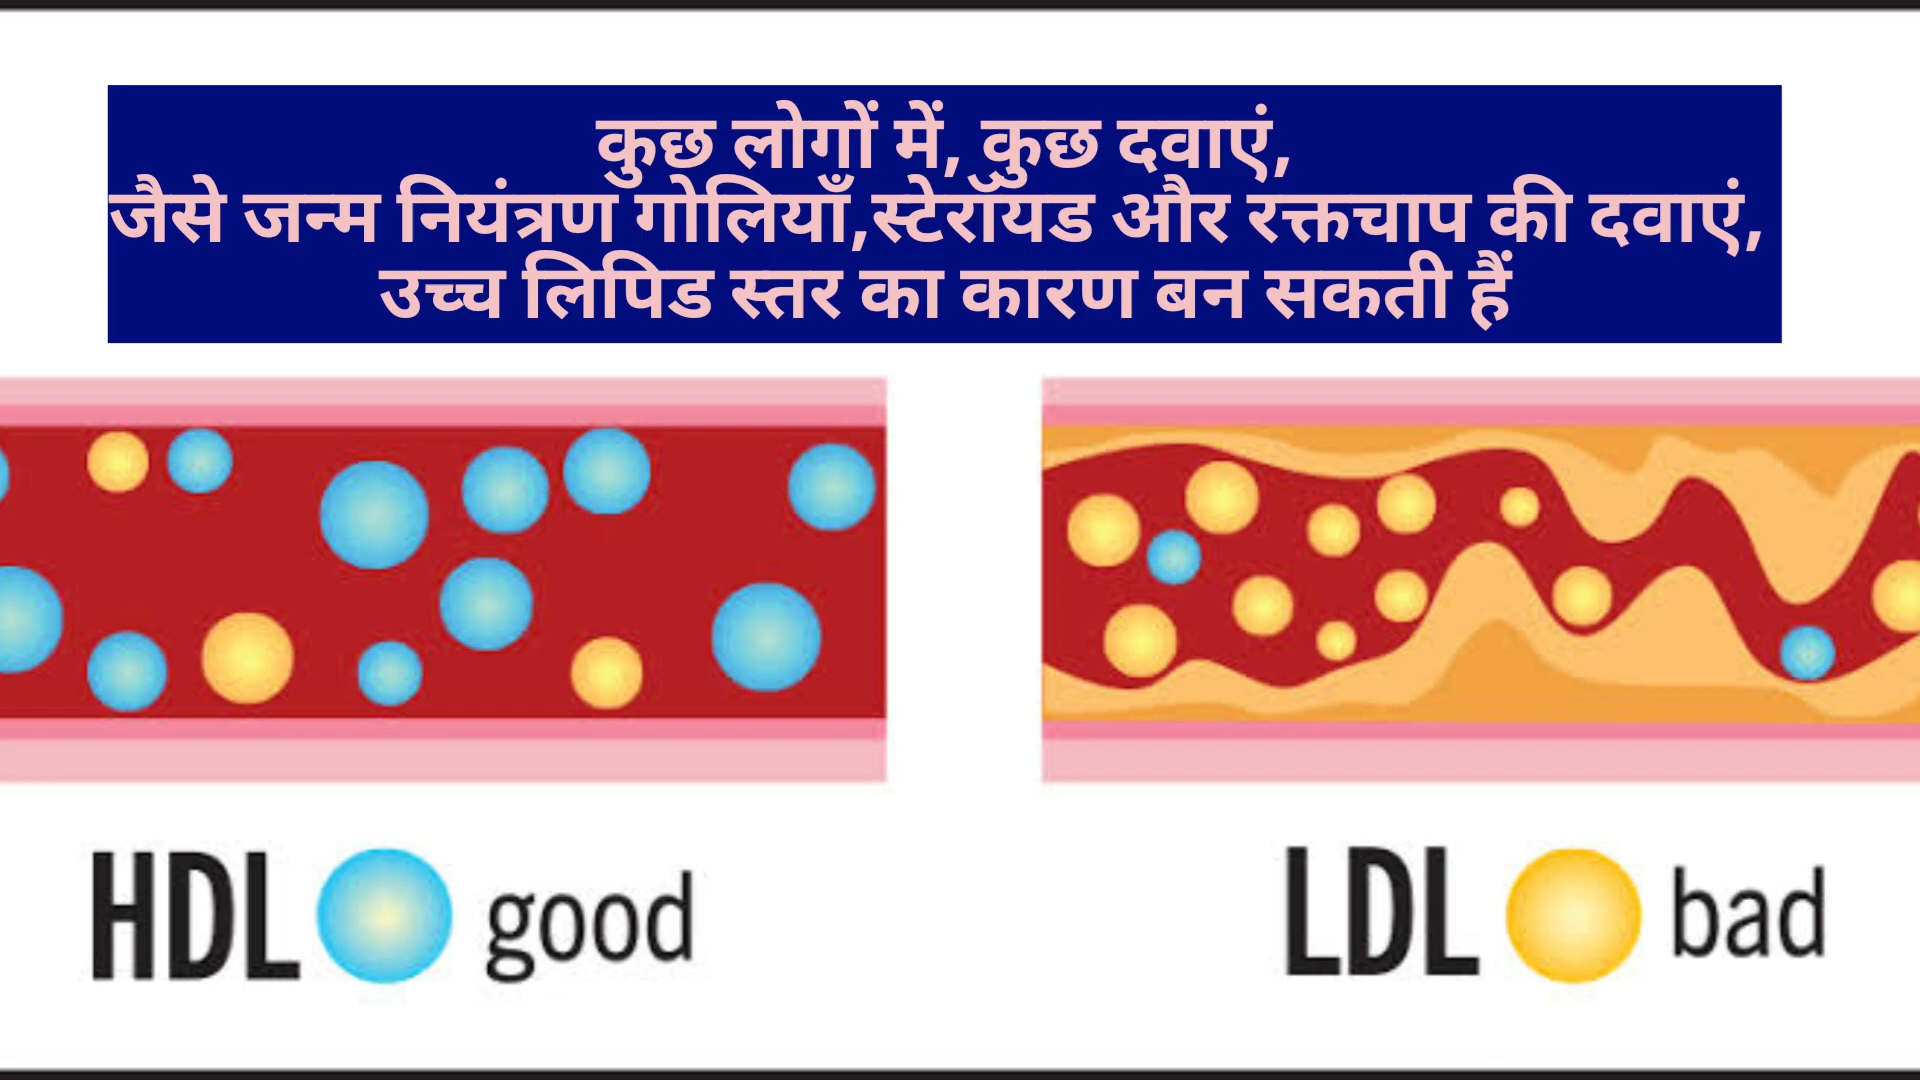 कुछ लोगों में, कुछ दवाएं,
जैसे जन्म नियंत्रण गोलियाँ,स्टेरॉयड और रक्तचाप की दवाएं,
उच्च लिपिड स्तर का कारण बन सकती हैं
HDL good
LDL bad